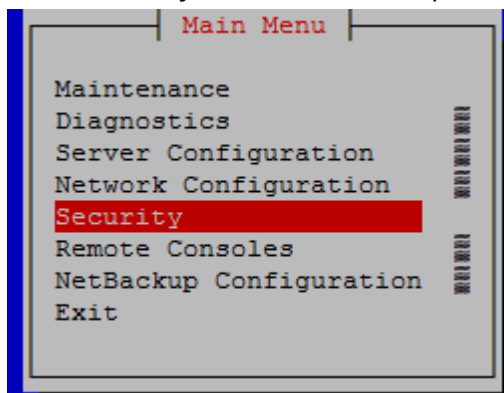 Main Menu
Maintenance
Diagnostics
Server Configuration
Network Configuration
Security
Remote Consoles
NetBackup Configuration
Exit